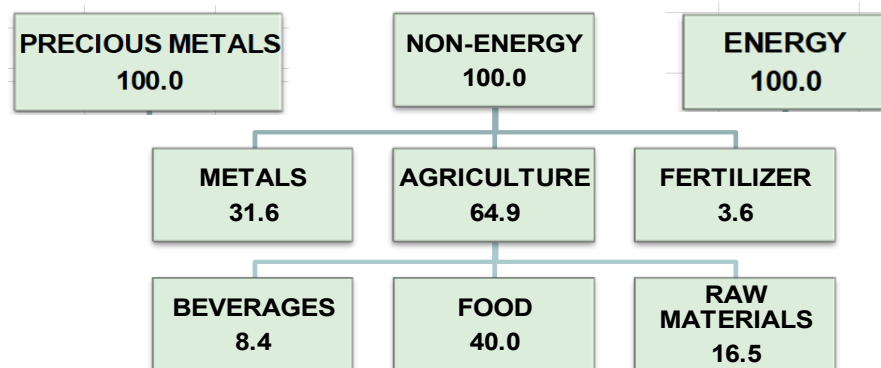 PRECIOUS METALS
100.0
NON-ENERGY
100.0
ENERGY
100.0
METALS
31.6
AGRICULTURE
64.9
FERTILIZER
3.6
BEVERAGES
8.4
FOOD
40.0
RAW
MATERIALS
16.5